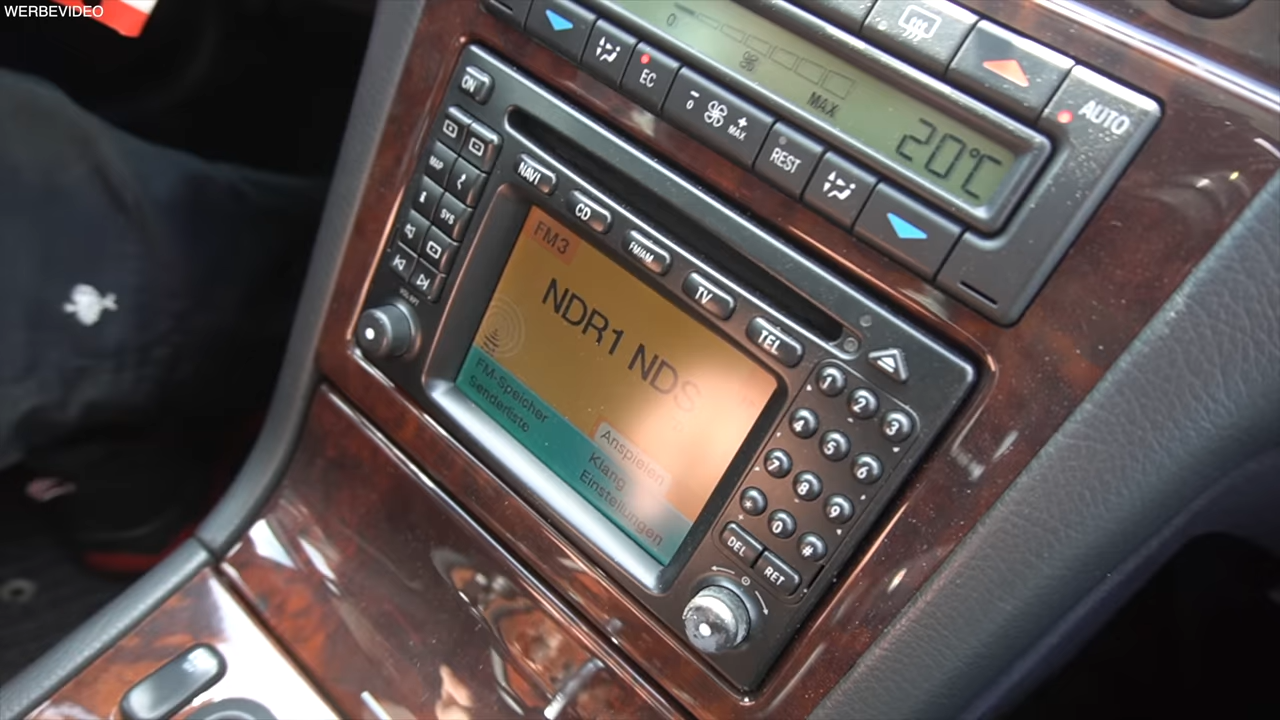 WERBEVIDEO
0
MAX
20°C
AUTO
EC
0
MAX
REST
ON
NAVI
CD
FM/AM
TV
TEL
MAP
SYS
FM3
NDR1 NDS
FM-Speicher
Senderliste
Anspielen
Klang
Einstellungen
1 2 3
4 5 6
7 8 9
* 0 #
DEL RET